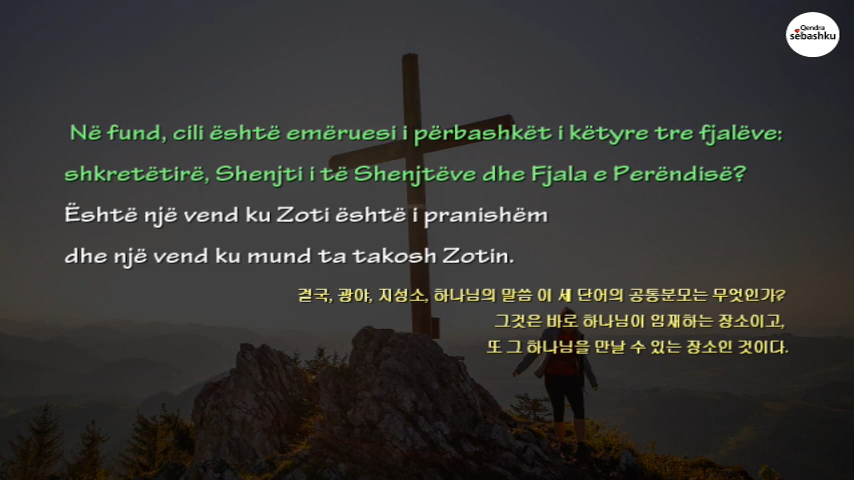 Qendra
sëbashku
Në fund, cili është emëruesi i përbashkët i këtyre tre fjalëve:
shkretëtirë, Shenjti i të Shenjtëve dhe Fjala e Perëndisë?
Është një vend ku Zoti është i pranishëm
dhe një vend ku mund ta takosh Zotin.
결국, 광야, 지성소, 하나님의 말씀 이 세 단어의 공통분모는 무엇인가?
그것은 바로 하나님이 임재하는 장소이고,
또 그 하나님을 만날 수 있는 장소인 것이다.